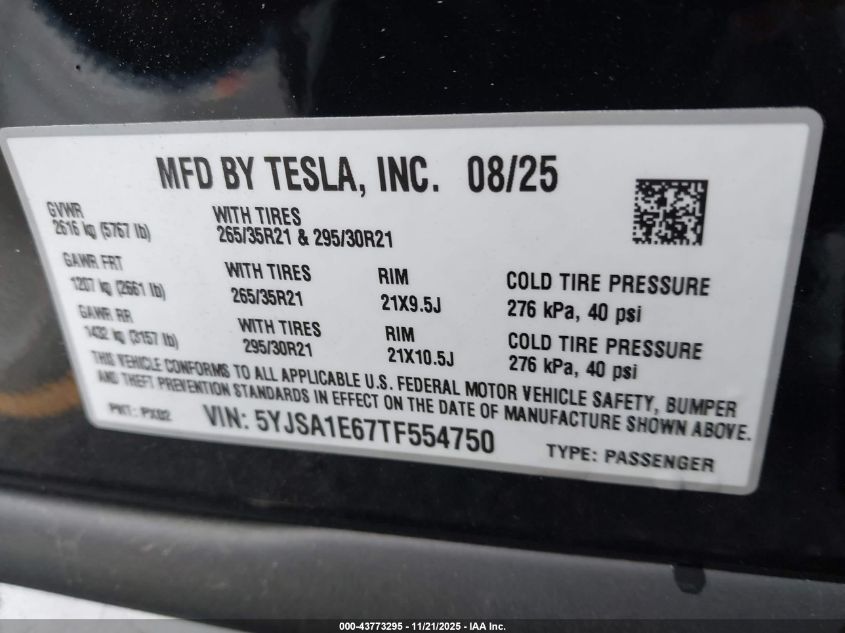 MFD BY TESLA, INC. 08/25
GVWR
2616 kg (5767 lb)
WITH TIRES
265/35R21 & 295/30R21
GAWR FRT
1207 kg (2661 lb)
WITH TIRES
265/35R21
RIM
21X9.5J
COLD TIRE PRESSURE
276 kPa, 40 psi
GAWR RR
1432 kg (3157 lb)
WITH TIRES
295/30R21
RIM
21X10.5J
COLD TIRE PRESSURE
276 kPa, 40 psi
THIS VEHICLE CONFORMS TO ALL APPLICABLE U.S. FEDERAL MOTOR VEHICLE SAFETY, BUMPER
AND THEFT PREVENTION STANDARDS IN EFFECT ON THE DATE OF MANUFACTURE SHOWN ABOVE.
PNT: PX02
VIN: 5YJSA1E67TF554750
TYPE: PASSENGER
000-43773295 - 11/21/2025 - IAA Inc.